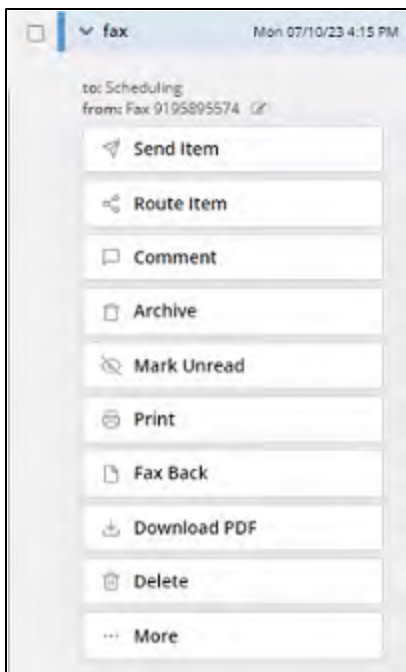 fax Mon 07/10/23 4:15 PM
to: Scheduling
from: Fax 9195895574
Send Item
Route Item
Comment
Archive
Mark Unread
Print
Fax Back
Download PDF
Delete
More